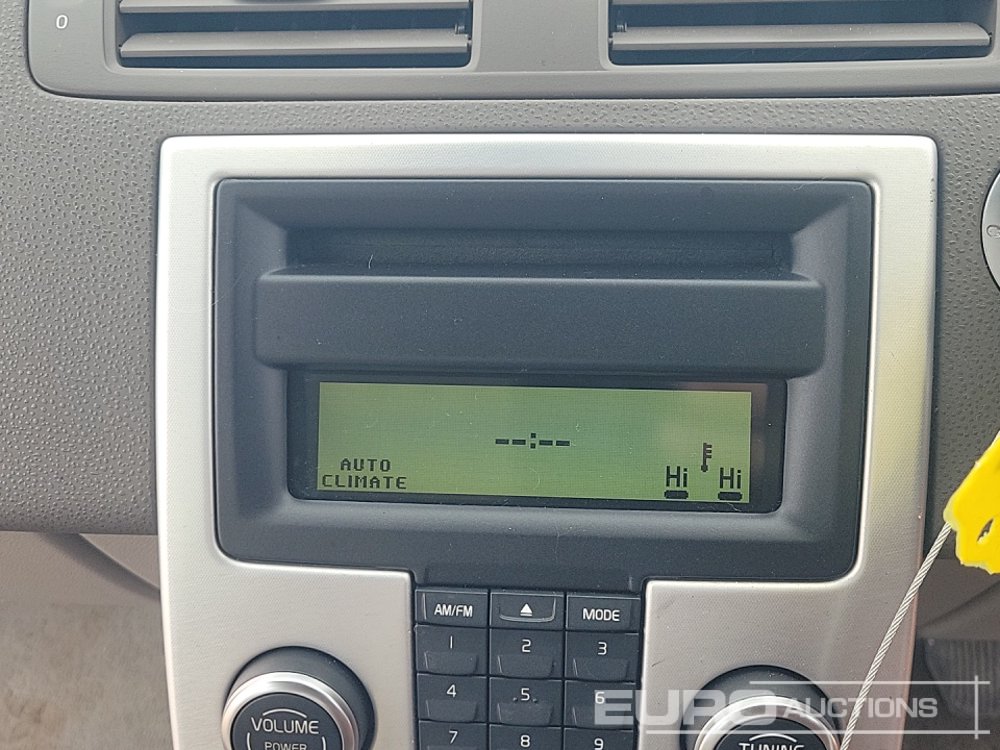 0
--:--
AUTO
CLIMATE
Hi Hi
AM/FM MODE
1 2 3
4 5 6
7 8 9
VOLUME
POWER
TUNING
EURO AUCTIONS